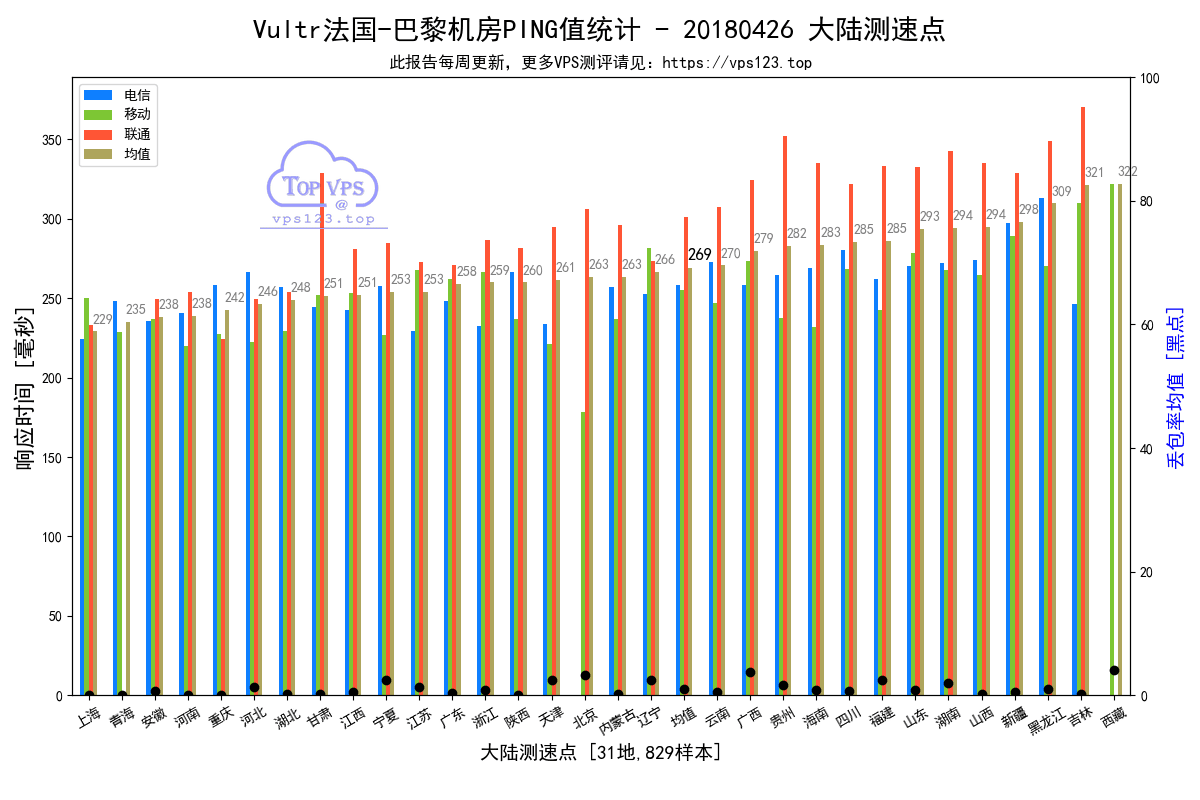 Vultr法国-巴黎机房PING值统计 - 20180426 大陆测速点
此报告每周更新，更多VPS测评请见：https://vps123.top
电信
移动
联通
均值
TOP VPS
@
vps123.top
响应时间 [毫秒]
0
50
100
150
200
250
300
350
229
235
238
238
242
246
248
251
251
253
253
258
259
260
261
263
263
266
269
270
279
282
283
285
285
293
294
294
298
309
321
322
0
20
40
60
80
100
丢包率均值 [黑点]
上海
青海
安徽
河南
重庆
河北
湖北
甘肃
江西
宁夏
江苏
广东
浙江
陕西
天津
北京
内蒙古
辽宁
均值
云南
广西
贵州
海南
四川
福建
山东
湖南
山西
新疆
黑龙江
吉林
西藏
大陆测速点 [31地,829样本]